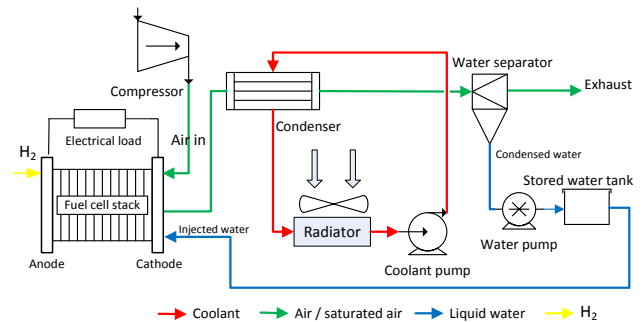 Compressor
Water separator
Exhaust
Electrical load
Air in
Condenser
H2
Condensed water
Stored water tank
Fuel cell stack
Injected water
Radiator
Water pump
Anode
Cathode
Coolant pump
Coolant
Air / saturated air
Liquid water
H2